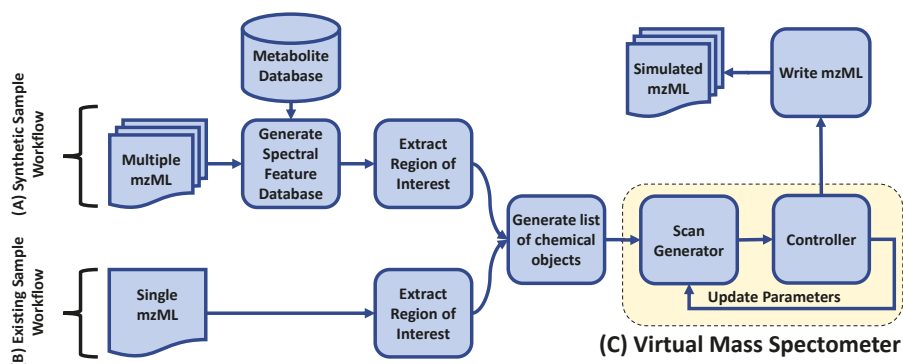 (A) Synthetic Sample
Workflow
Multiple
mzML
Metabolite
Database
Generate
Spectral
Feature
Database
Extract
Region of
Interest
B) Existing Sample
Workflow
Single
mzML
Extract
Region of
Interest
Generate list
of chemical
objects
Simulated
mzML
Write mzML
Scan
Generator
Controller
Update Parameters
(C) Virtual Mass Spectometer